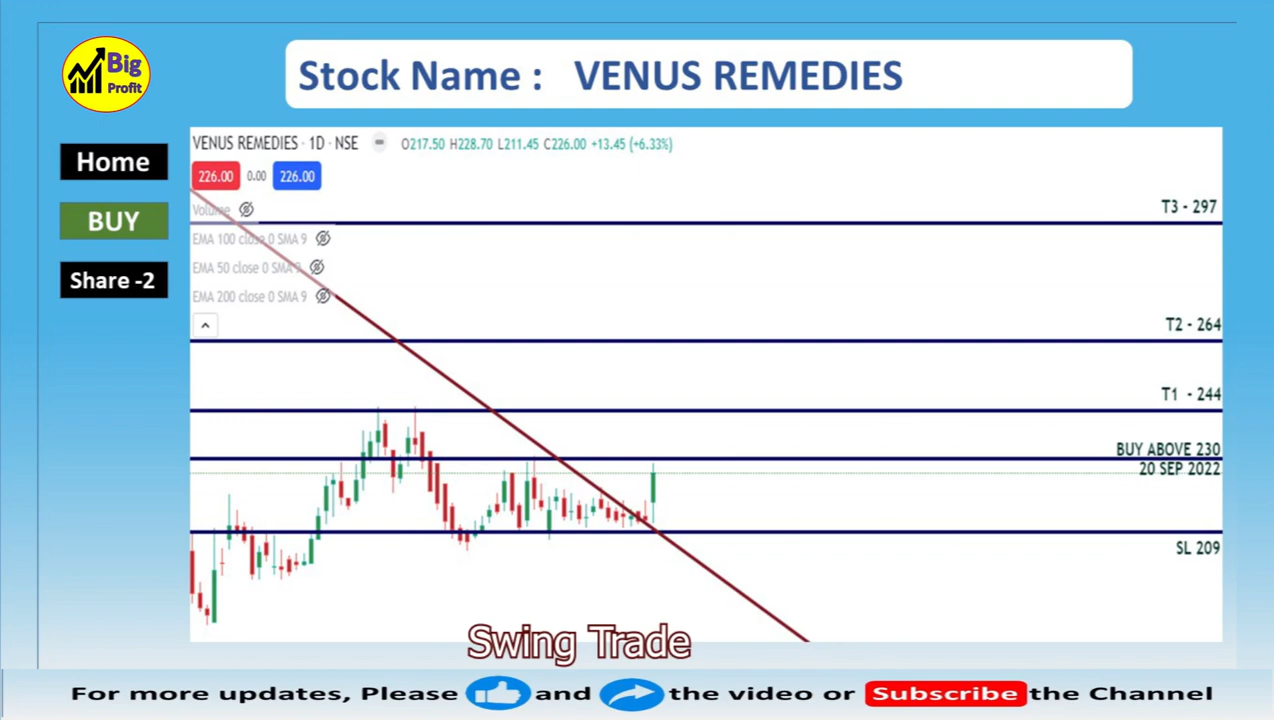 Big
Profit
Stock Name : VENUS REMEDIES
Home
BUY
Share -2
VENUS REMEDIES · 1D · NSE O217.50 H228.70 L211.45 C226.00 +13.45 (+6.33%)
226.00 0.00 226.00
Volume
EMA 100 close 0 SMA 9
EMA 50 close 0 SMA 9
EMA 200 close 0 SMA 9
T3 - 297
T2 - 264
T1 - 244
BUY ABOVE 230
20 SEP 2022
SL 209
Swing Trade
For more updates, Please and the video or Subscribe the Channel